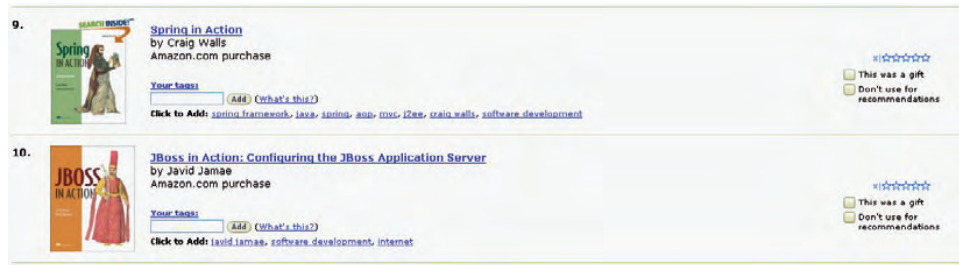 9.
SEARCH INSIDE!™
Spring
IN ACTION
Spring in Action
by Craig Walls
Amazon.com purchase
Your tags:
Add (What's this?)
Click to Add: spring framework, java, spring, aop, mvc, j2ee, craig walls, software development
x|☆☆☆☆☆
This was a gift
Don't use for
recommendations
10.
JBOSS
IN ACTION
JBoss in Action: Configuring the JBoss Application Server
by Javid Jamae
Amazon.com purchase
Your tags:
Add (What's this?)
Click to Add: javid jamae, software development, internet
x|☆☆☆☆☆
This was a gift
Don't use for
recommendations